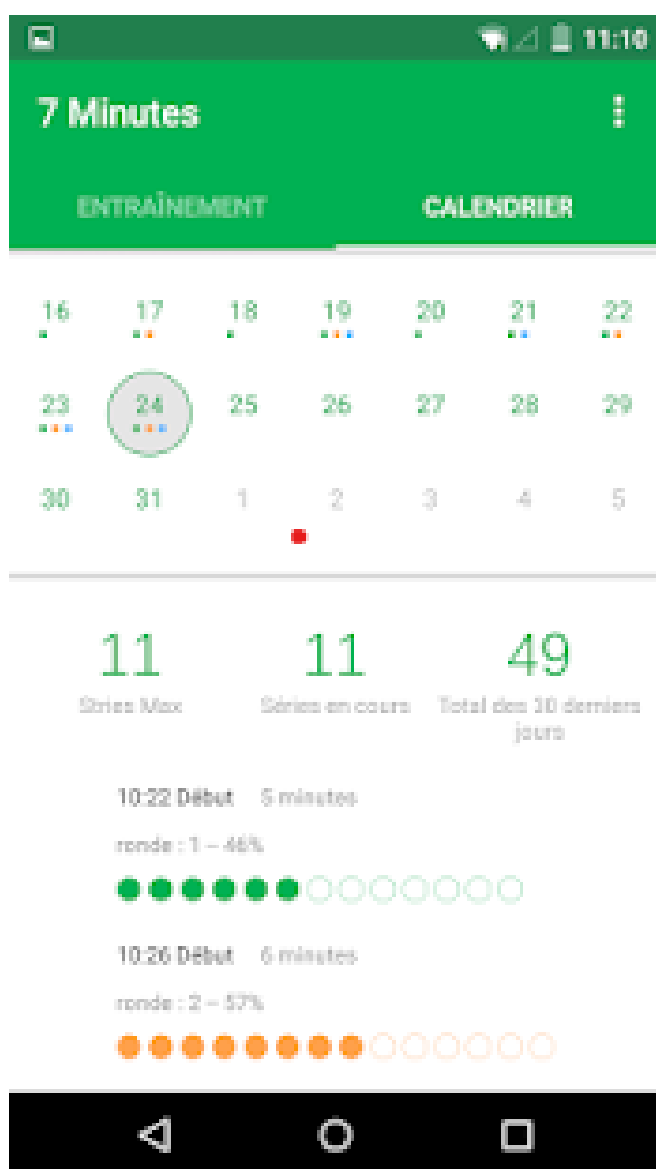 11:10
7 Minutes
ENTRAÎNEMENT CALENDRIER
16 17 18 19 20 21 22
23 24 25 26 27 28 29
30 31 1 2 3 4 5
11 11 49
Stries Max Séries en cours Total des 30 derniers
jours
10:22 Début 5 minutes
ronde : 1 – 46%
10:26 Début 6 minutes
ronde : 2 – 57%